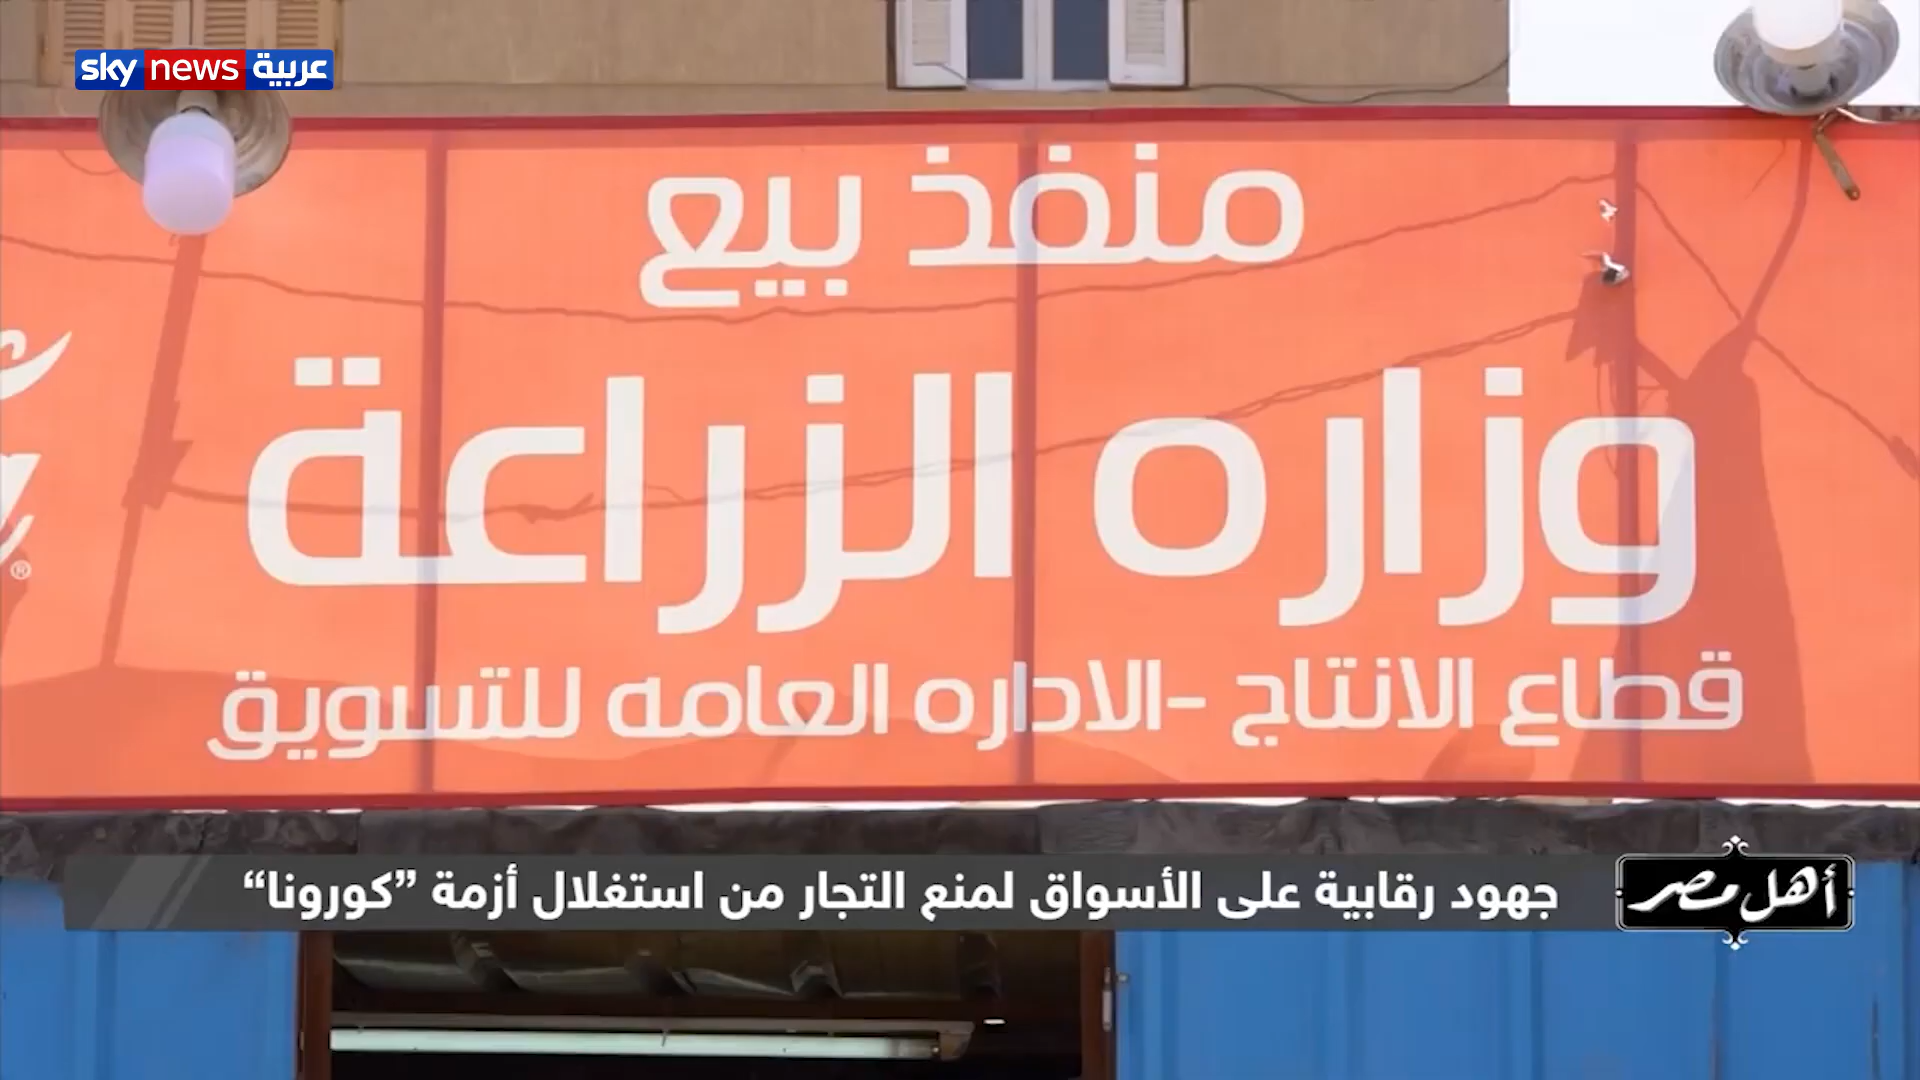 sky news عربية
منفذ بيع
وزاره الزراعة
قطاع الانتاج -الاداره العامه للتسويق
®
جهود رقابية على الأسواق لمنع التجار من استغلال أزمة ”كورونا“
أهل مصر